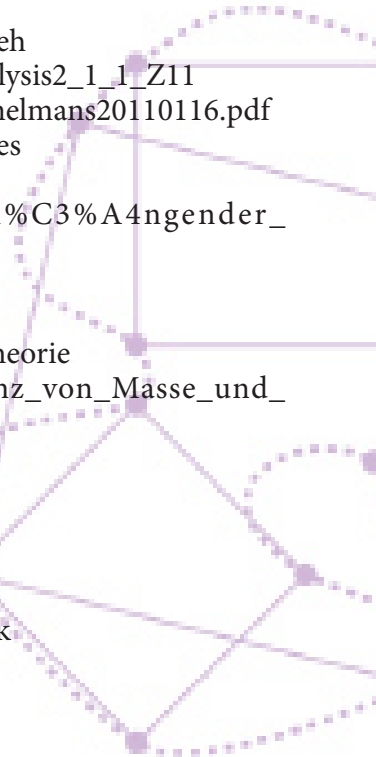 eh
lysis2_1_1_Z11
helmans20110116.pdf
es
%C3%A4ngender_
heorie
nz_von_Masse_und_
k